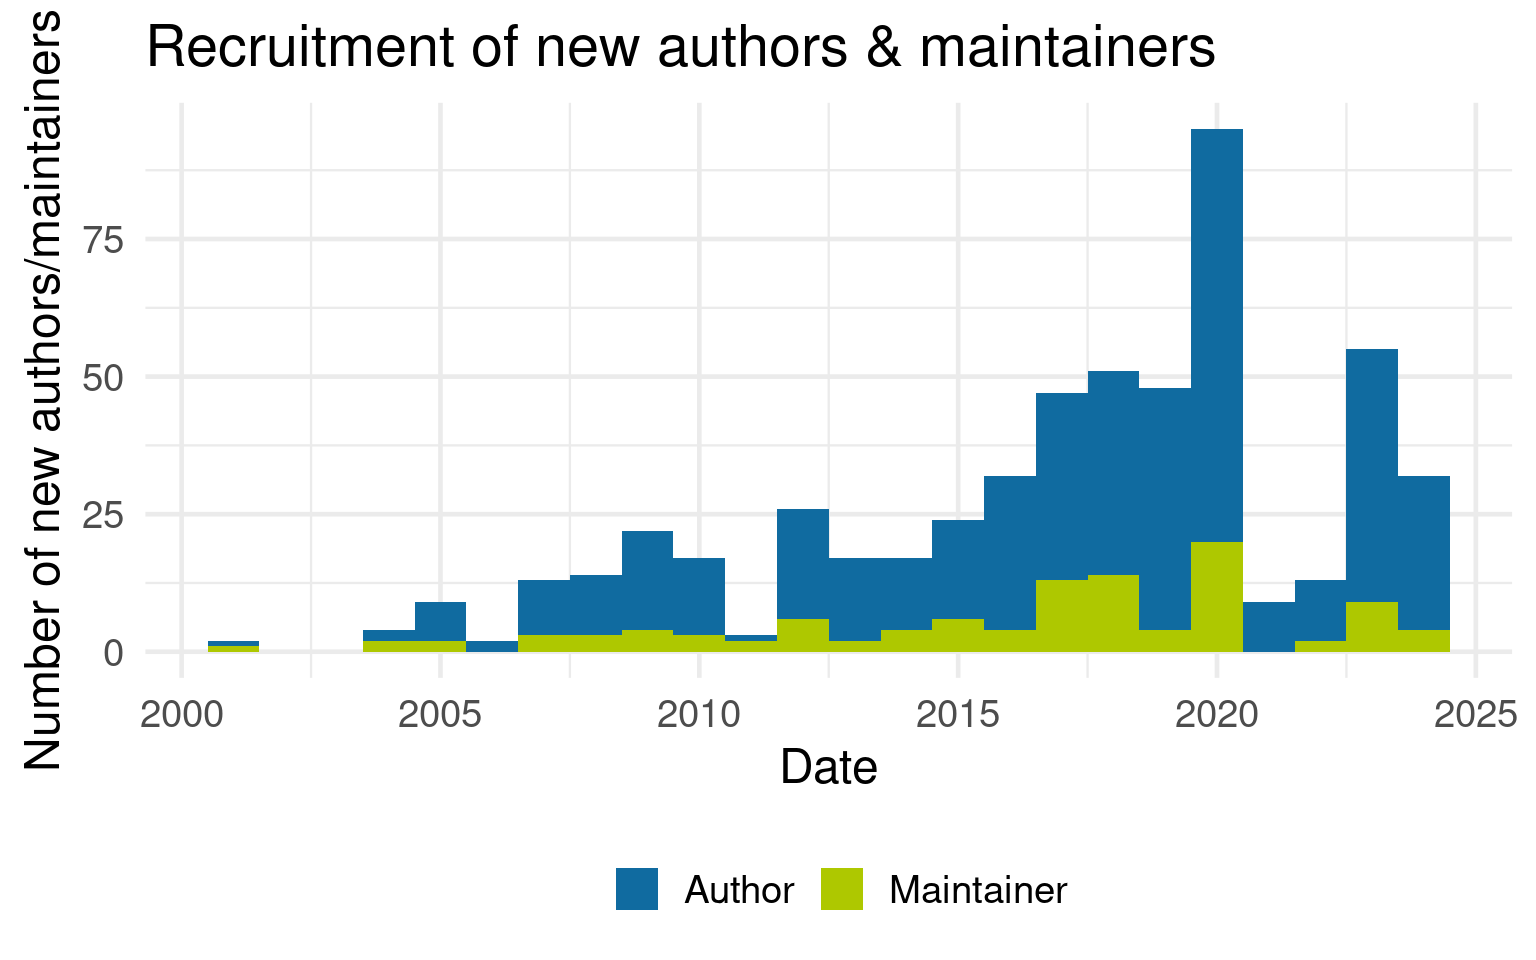 Recruitment of new authors & maintainers
Number of new authors/maintainers
75
50
25
0
2000 2005 2010 2015 2020 2025
Date
Author Maintainer